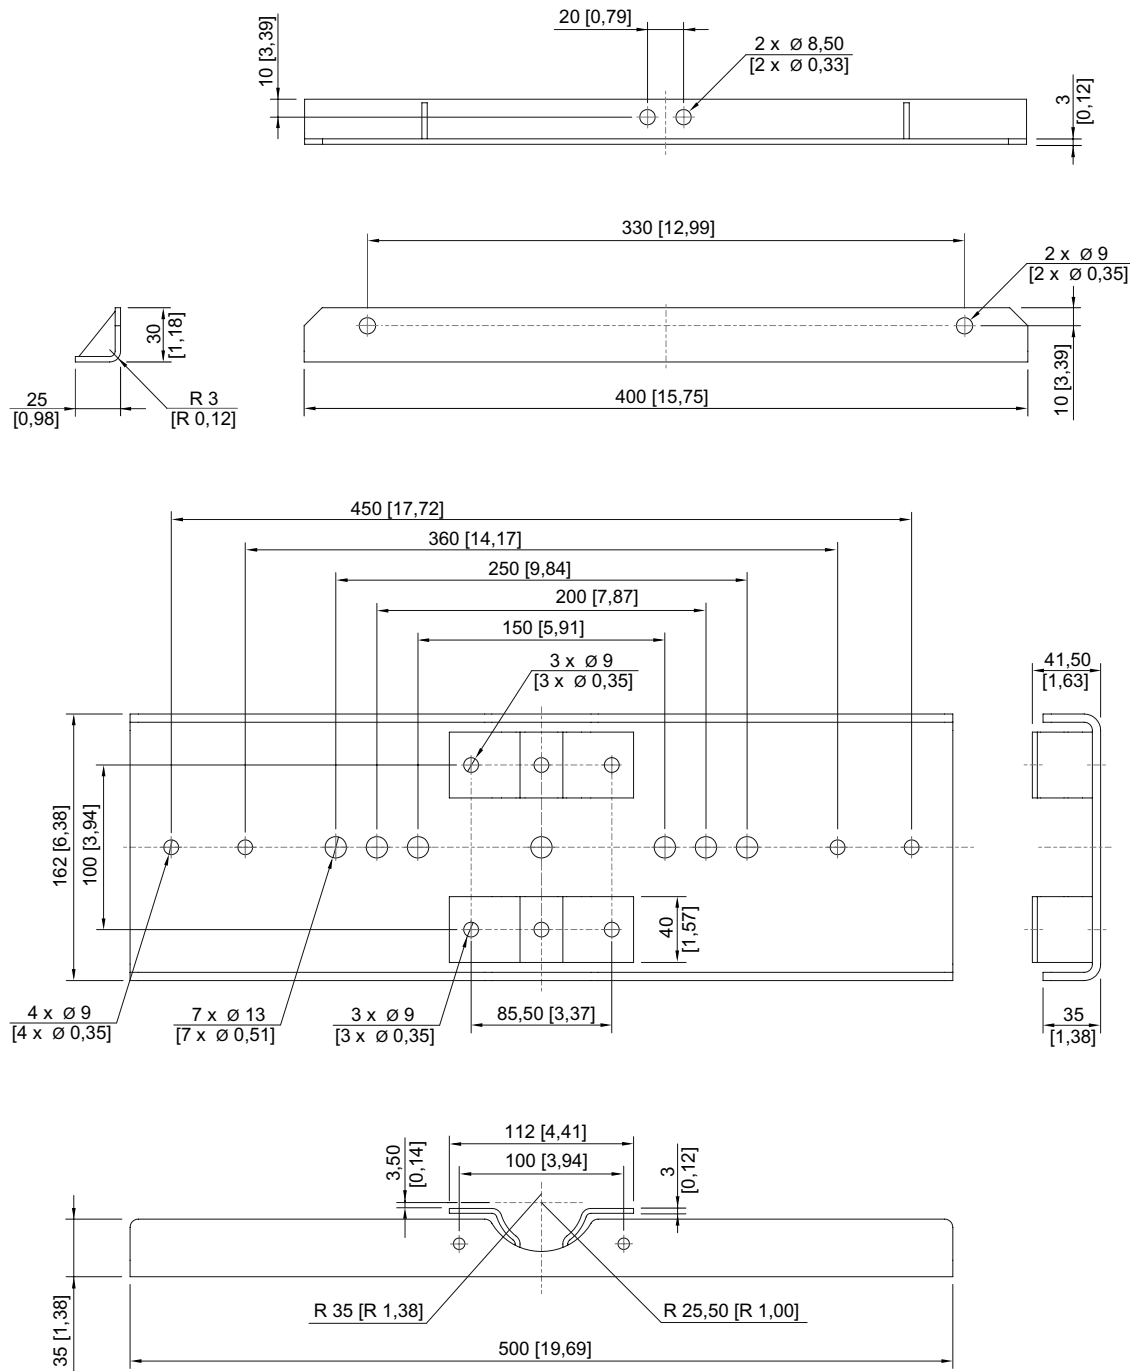 20 [0,79]
2 x Ø 8,50
[2 x Ø 0,33]
10 [3,39]
3
[0,12]
330 [12,99]
2 x Ø 9
[2 x Ø 0,35]
30
[1,18]
10 [3,39]
25
[0,98]
R 3
[R 0,12]
400 [15,75]
450 [17,72]
360 [14,17]
250 [9,84]
200 [7,87]
150 [5,91]
3 x Ø 9
[3 x Ø 0,35]
41,50
[1,63]
162 [6,38]
100 [3,94]
40
[1,57]
4 x Ø 9
[4 x Ø 0,35]
7 x Ø 13
[7 x Ø 0,51]
3 x Ø 9
[3 x Ø 0,35]
85,50 [3,37]
35
[1,38]
112 [4,41]
100 [3,94]
3,50
[0,14]
3
[0,12]
R 35 [R 1,38]
R 25,50 [R 1,00]
35 [1,38]
500 [19,69]